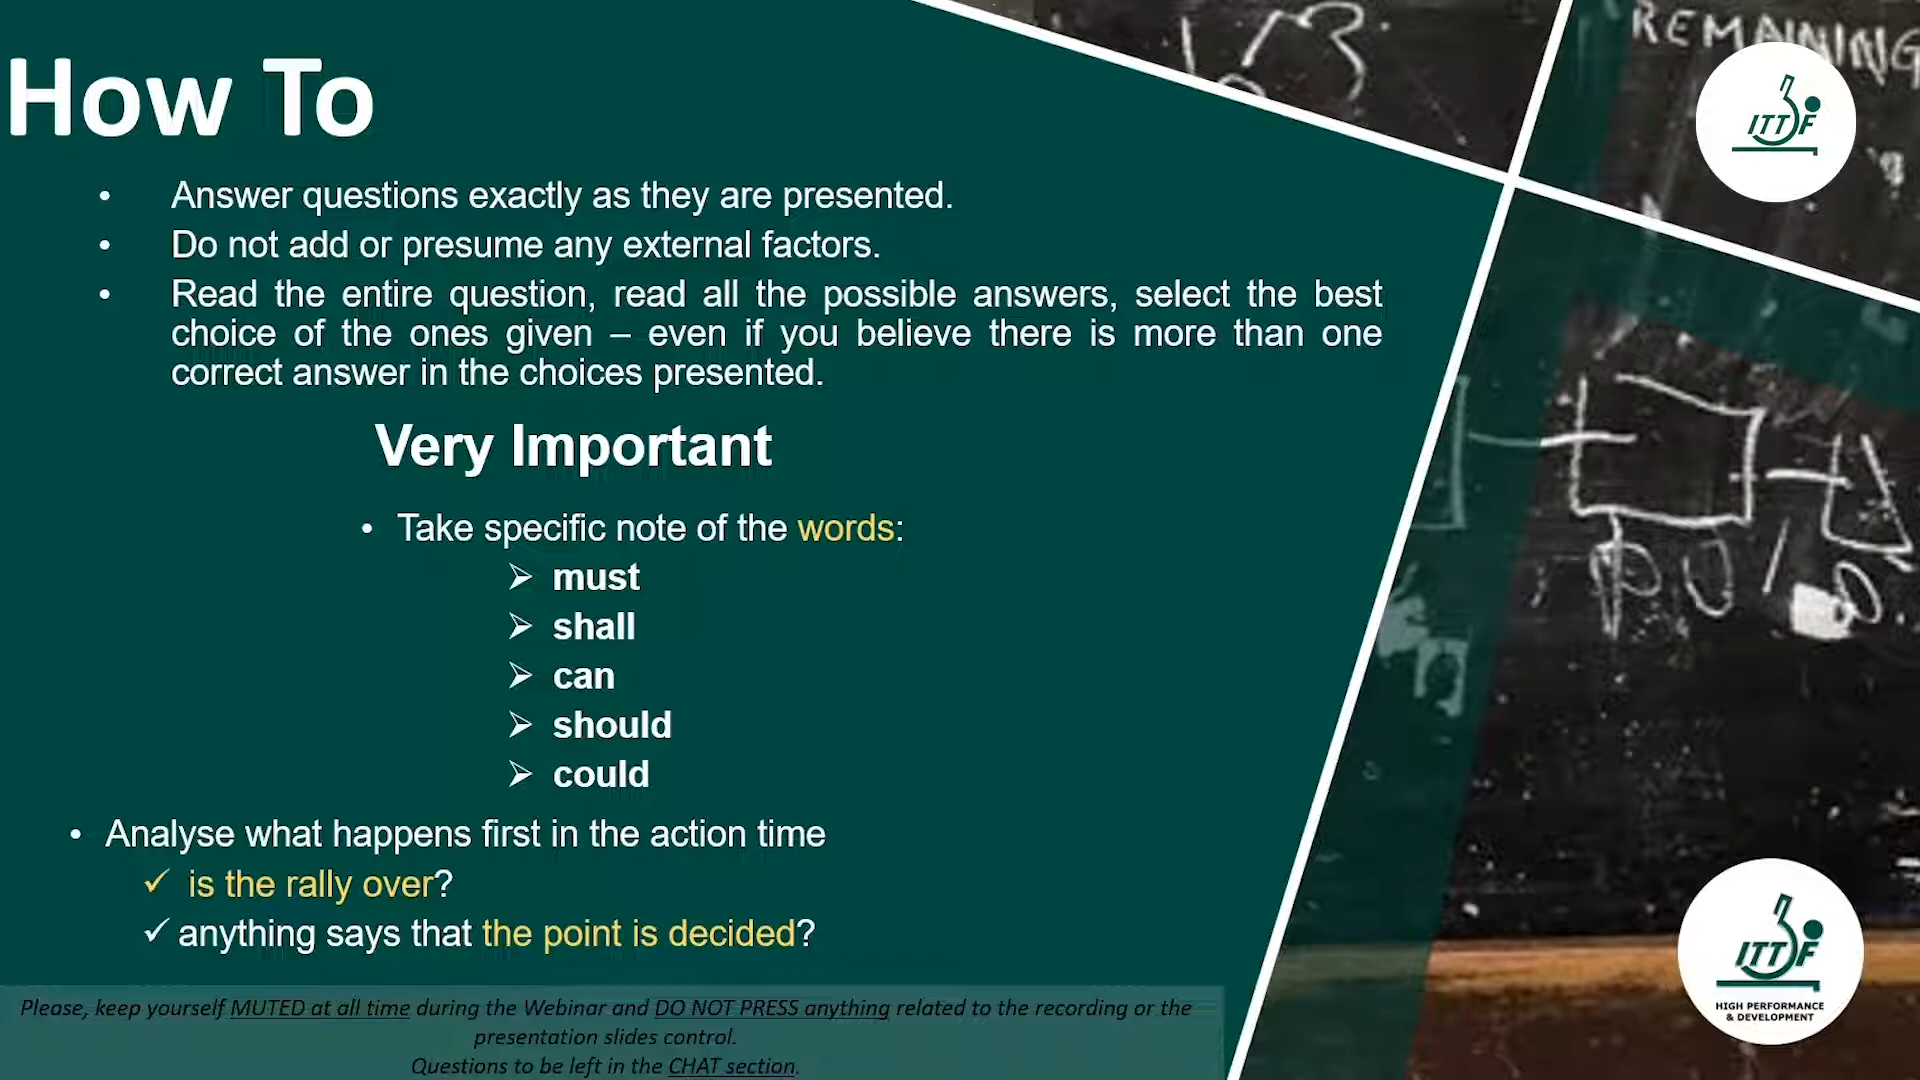 How To
• Answer questions exactly as they are presented.
• Do not add or presume any external factors.
• Read the entire question, read all the possible answers, select the best
choice of the ones given – even if you believe there is more than one
correct answer in the choices presented.
Very Important
• Take specific note of the words:
➢ must
➢ shall
➢ can
➢ should
➢ could
• Analyse what happens first in the action time
✓ is the rally over?
✓ anything says that the point is decided?
Please, keep yourself MUTED at all time during the Webinar and DO NOT PRESS anything related to the recording or the
presentation slides control.
Questions to be left in the CHAT section.
REMAINING
ITTF
ITTF
HIGH PERFORMANCE
& DEVELOPMENT